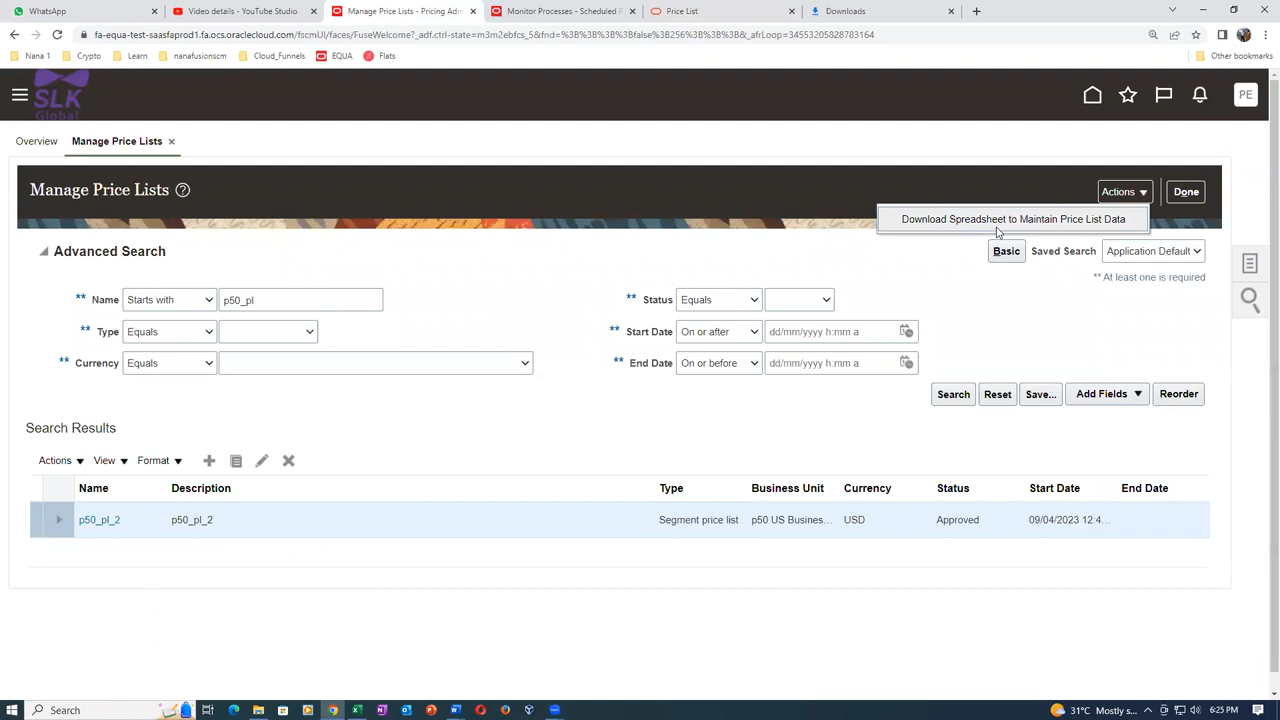 WhatsApp
Video details - YouTube Studio
Manage Price Lists - Pricing Adm
Monitor Processes - Scheduled P
Price List
Downloads
fa-equa-test-saasfaprod1.fa.ocs.oraclecloud.com/fscmUI/faces/FuseWelcome?_adf.ctrl-state=m3m2ebfcs_5&fnd=%3B%3B%3B%3Bfalse%3B256%3B%3B%3B&_afrLoop=34553205828783164
Nana 1
Crypto
Learn
nanafusionscm
Cloud_Funnels
EQUA
Flats
Other bookmarks
SLK
Global
PE
Overview
Manage Price Lists
Manage Price Lists
Actions
Done
Download Spreadsheet to Maintain Price List Data
Advanced Search
Basic
Saved Search
Application Default
** At least one is required
** Name Starts with p50_pl
** Status Equals
** Type Equals
** Start Date On or after dd/mm/yyyy h:mm a
** Currency Equals
** End Date On or before dd/mm/yyyy h:mm a
Search Reset Save... Add Fields Reorder
Search Results
Actions View Format
Name Description Type Business Unit Currency Status Start Date End Date
p50_pl_2 p50_pl_2 Segment price list p50 US Busines... USD Approved 09/04/2023 12:4...
Search
31°C Mostly s...
6:25 PM